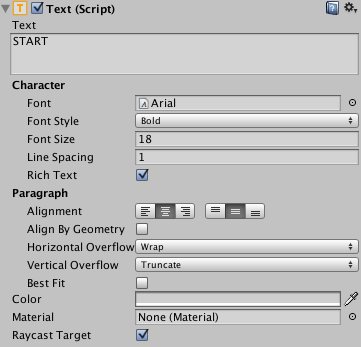 Text (Script)
Text
START
Character
Font Arial
Font Style Bold
Font Size 18
Line Spacing 1
Rich Text
Paragraph
Alignment
Align By Geometry
Horizontal Overflow Wrap
Vertical Overflow Truncate
Best Fit
Color
Material None (Material)
Raycast Target